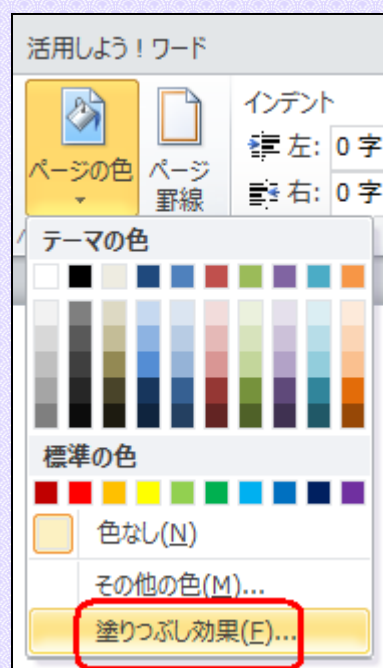 活用しよう！ワード
ページの色
ページ
罫線
インデント
左: 0 字
右: 0 字
テーマの色
標準の色
色なし(N)
その他の色(M)...
塗りつぶし効果(F)...